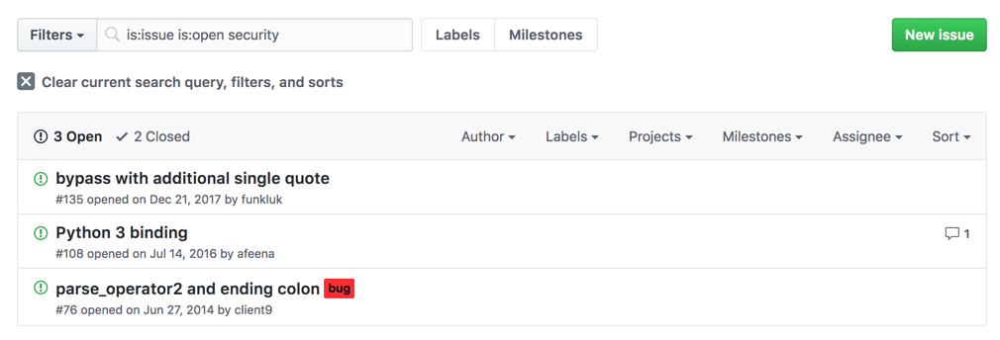 Filters is:issue is:open security Labels Milestones New issue
Clear current search query, filters, and sorts
3 Open 2 Closed Author Labels Projects Milestones Assignee Sort
bypass with additional single quote
#135 opened on Dec 21, 2017 by funkluk
Python 3 binding 1
#108 opened on Jul 14, 2016 by afeena
parse_operator2 and ending colon bug
#76 opened on Jun 27, 2014 by client9